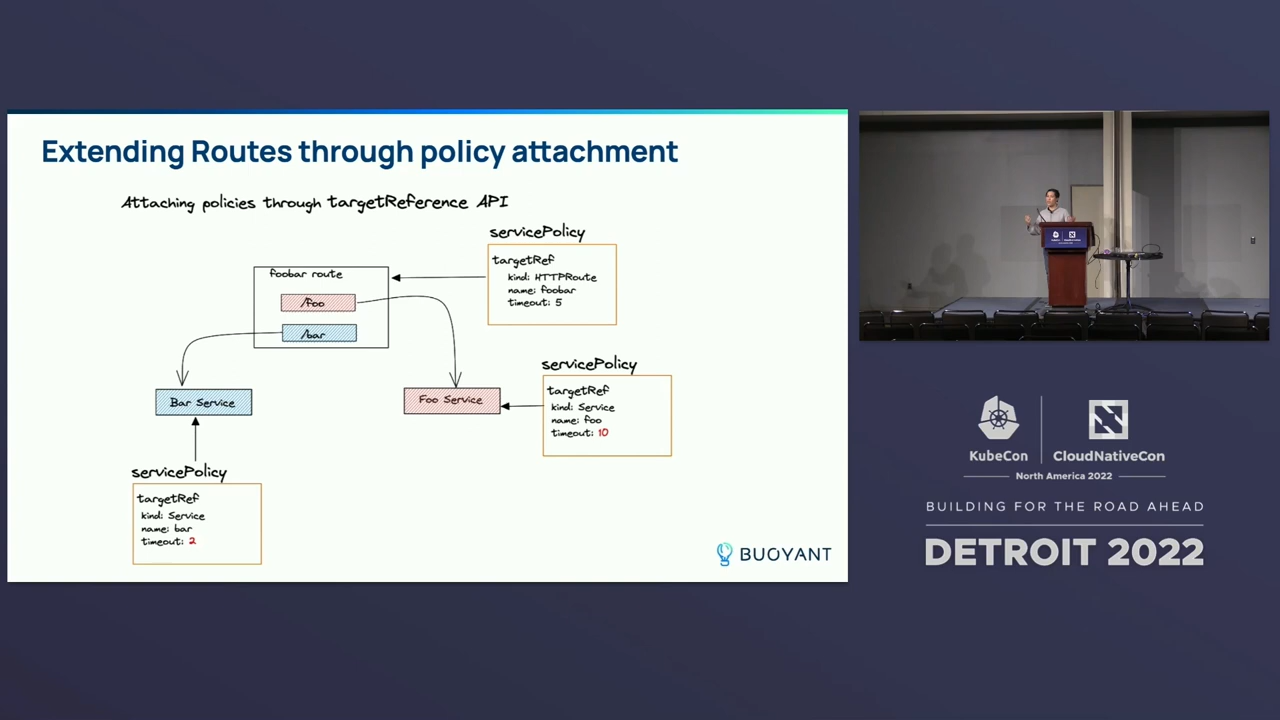 Extending Routes through policy attachment
Attaching policies through targetReference API
servicePolicy
targetRef
kind: HTTPRoute
name: foobar
timeout: 5
foobar route
/foo
/bar
servicePolicy
targetRef
kind: Service
name: foo
timeout: 10
Bar Service
Foo Service
servicePolicy
targetRef
kind: Service
name: bar
timeout: 2
BUOYANT
KubeCon
CloudNativeCon
North America 2022
BUILDING FOR THE ROAD AHEAD
DETROIT 2022